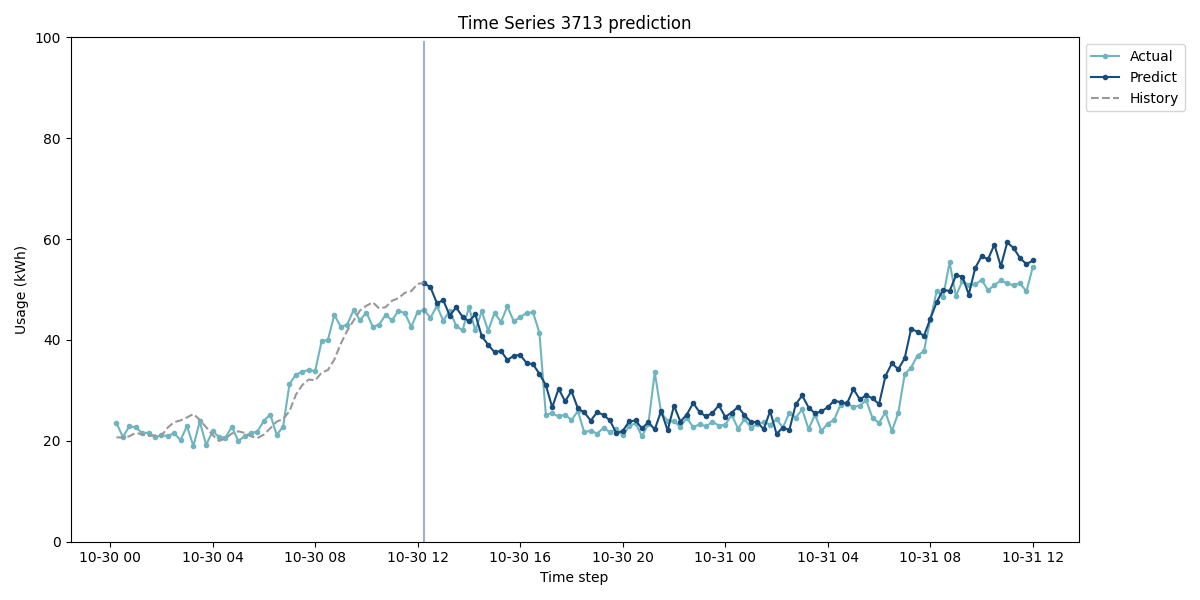 Time Series 3713 prediction
100
80
60
40
20
0
Usage (kWh)
10-30 00
10-30 04
10-30 08
10-30 12
10-30 16
10-30 20
10-31 00
10-31 04
10-31 08
10-31 12
Time step
Actual
Predict
History